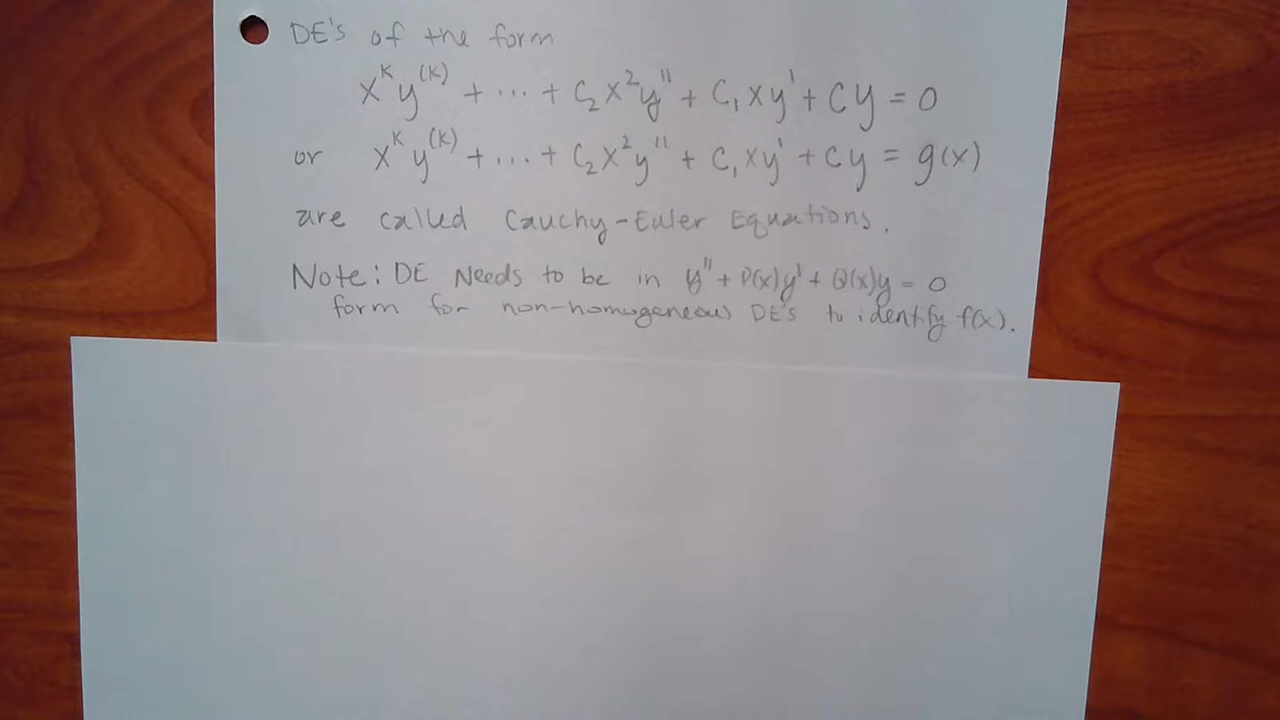 DE's of the form
x^k y^(k) + ... + C₂x²y'' + C₁xy' + Cy = 0
or x^k y^(k) + ... + C₂x²y'' + C₁xy' + Cy = g(x)
are called Cauchy-Euler Equations.
Note: DE Needs to be in y'' + P(x)y' + Q(x)y = 0
form for non-homogeneous DE's to identify f(x).